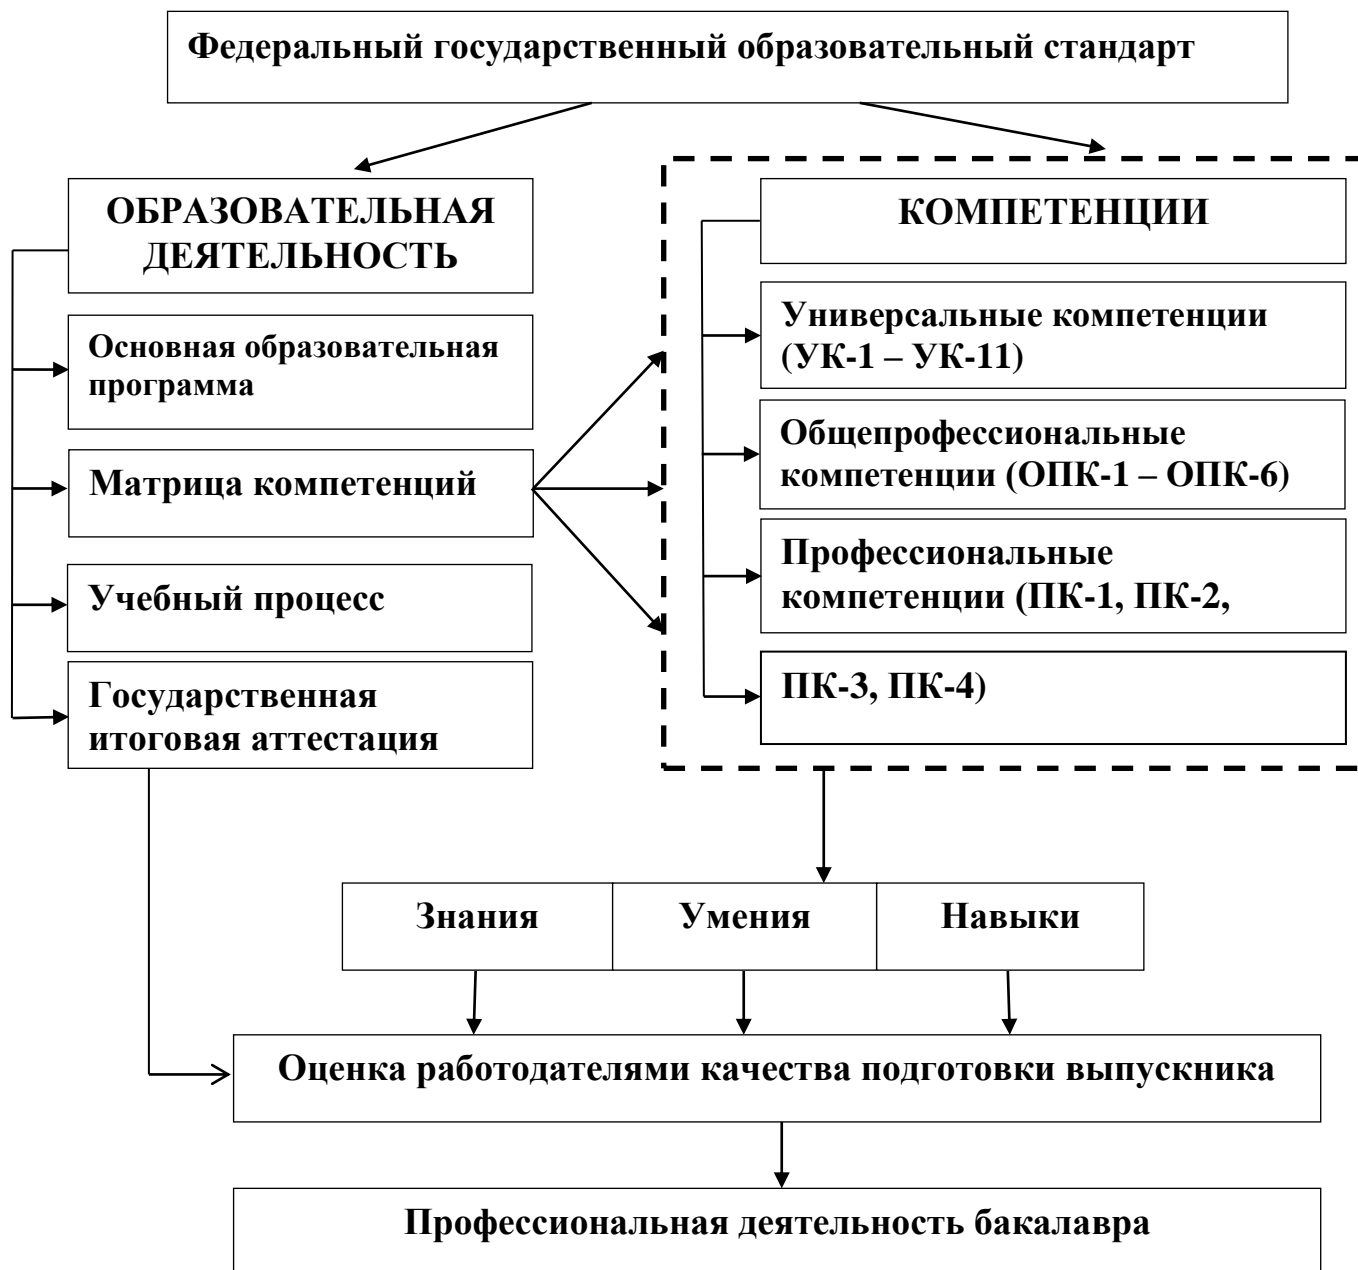 Федеральный государственный образовательный стандарт
ОБРАЗОВАТЕЛЬНАЯ
ДЕЯТЕЛЬНОСТЬ
Основная образовательная
программа
Матрица компетенций
Учебный процесс
Государственная
итоговая аттестация
КОМПЕТЕНЦИИ
Универсальные компетенции
(УК-1 – УК-11)
Общепрофессиональные
компетенции (ОПК-1 – ОПК-6)
Профессиональные
компетенции (ПК-1, ПК-2,
ПК-3, ПК-4)
Знания
Умения
Навыки
Оценка работодателями качества подготовки выпускника
Профессиональная деятельность бакалавра